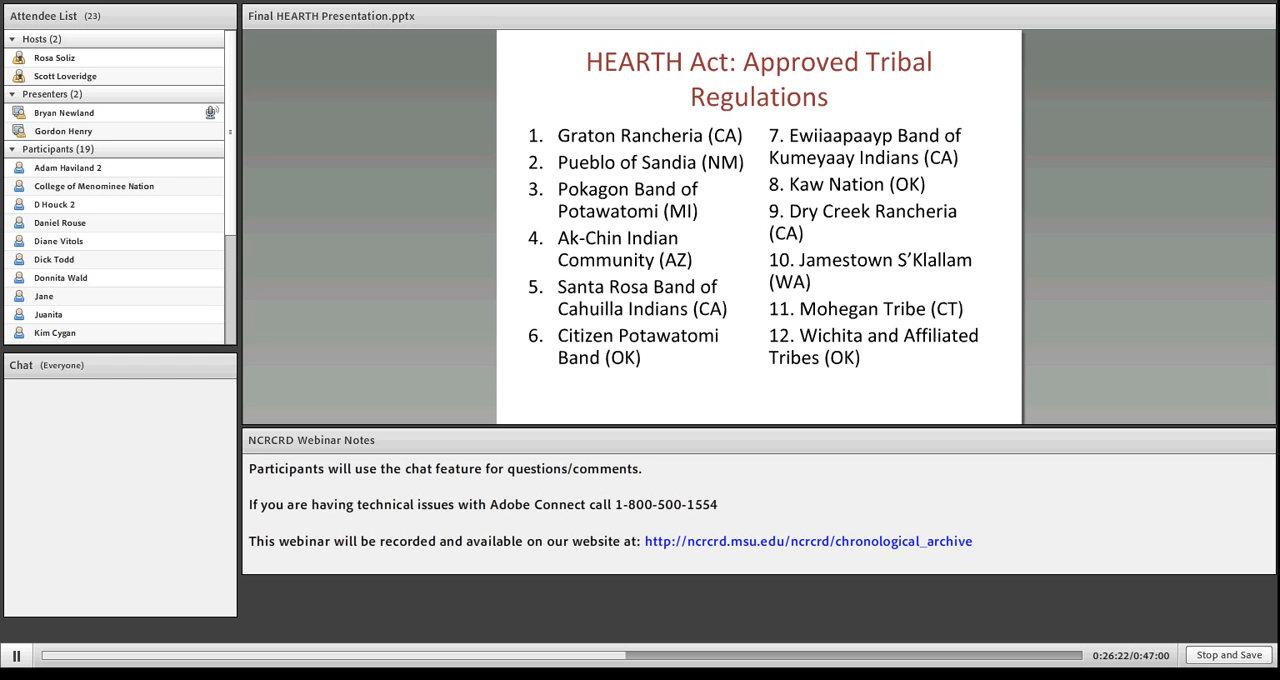 Attendee List (23)
Hosts (2)
Rosa Soliz
Scott Loveridge
Presenters (2)
Bryan Newland
Gordon Henry
Participants (19)
Adam Haviland 2
College of Menominee Nation
D Houck 2
Daniel Rouse
Diane Vitols
Dick Todd
Donnita Wald
Jane
Juanita
Kim Cygan
Chat (Everyone)
Final HEARTH Presentation.pptx
HEARTH Act: Approved Tribal
Regulations
1. Graton Rancheria (CA)
2. Pueblo of Sandia (NM)
3. Pokagon Band of
Potawatomi (MI)
4. Ak-Chin Indian
Community (AZ)
5. Santa Rosa Band of
Cahuilla Indians (CA)
6. Citizen Potawatomi
Band (OK)
7. Ewiiaapaayp Band of
Kumeyaay Indians (CA)
8. Kaw Nation (OK)
9. Dry Creek Rancheria
(CA)
10. Jamestown S’Klallam
(WA)
11. Mohegan Tribe (CT)
12. Wichita and Affiliated
Tribes (OK)
NCRCRD Webinar Notes
Participants will use the chat feature for questions/comments.
If you are having technical issues with Adobe Connect call 1-800-500-1554
This webinar will be recorded and available on our website at: http://ncrcrd.msu.edu/ncrcrd/chronological_archive
0:26:22/0:47:00
Stop and Save